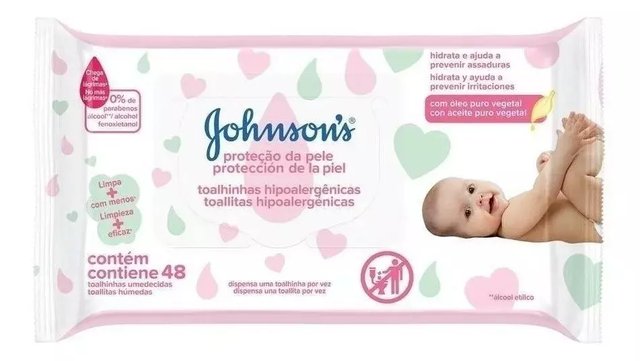 Chega
de
lágrimas*
No más
lágrimas*
0% de
parabenos
álcool**/ alcohol
fenoxietanol
Johnson's®
proteção da pele
protección de la piel
toalhinhas hipoalergênicas
toallitas hipoalergénicas
hidrata e ajuda a
prevenir assaduras
hidrata y ayuda a
prevenir irritaciones
com óleo puro vegetal
con aceite puro vegetal
Limpa
+
com menos
Limpieza
+
eficaz
contém
contiene 48
toalhinhas umedecidas
toallitas húmedas
dispensa uma toalhinha por vez
dispensa una toallita por vez
**álcool etílico